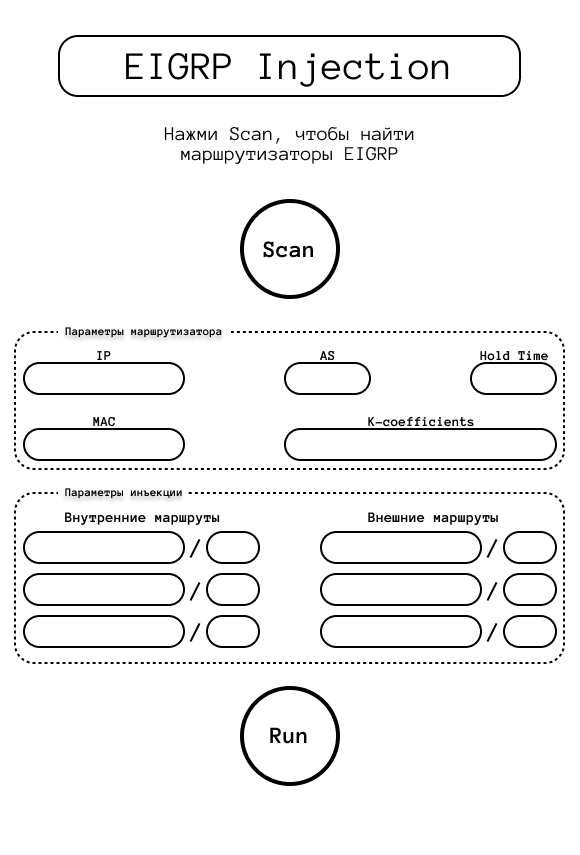 EIGRP Injection
Нажми Scan, чтобы найти
маршрутизаторы EIGRP
Scan
Параметры маршрутизатора
IP
AS
Hold Time
MAC
K-coefficients
Параметры инъекции
Внутренние маршруты
Внешние маршруты
/ /
/ /
/ /
Run